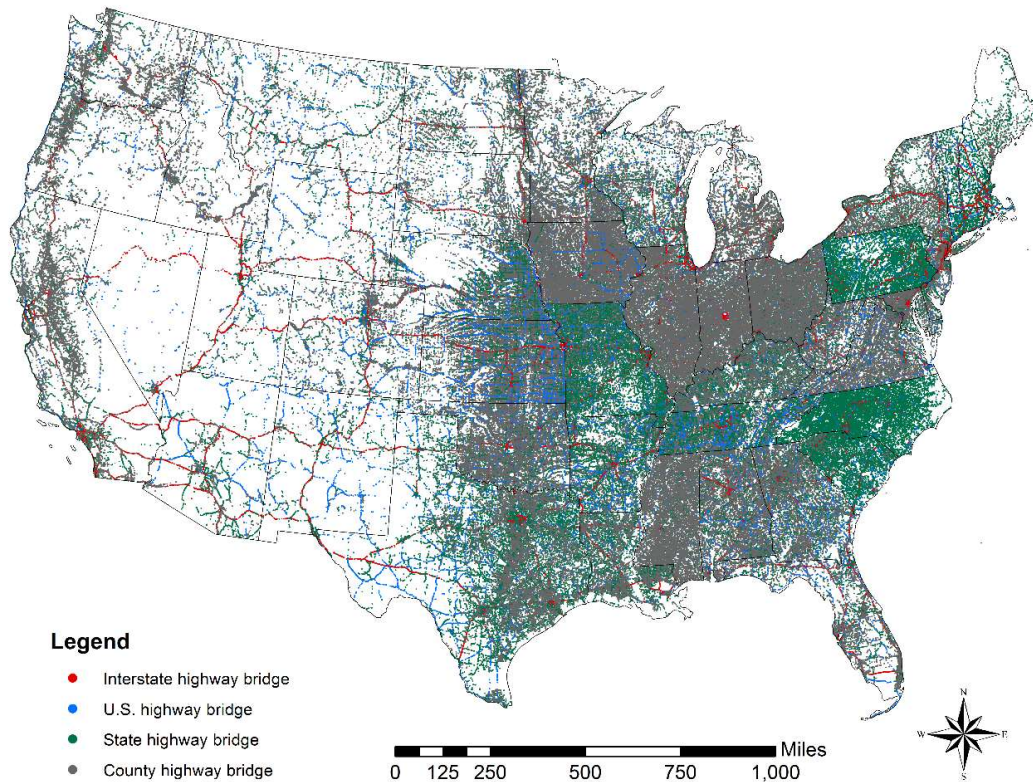 Legend
Interstate highway bridge
U.S. highway bridge
State highway bridge
County highway bridge
Miles
0 125 250 500 750 1,000
N
W E
S